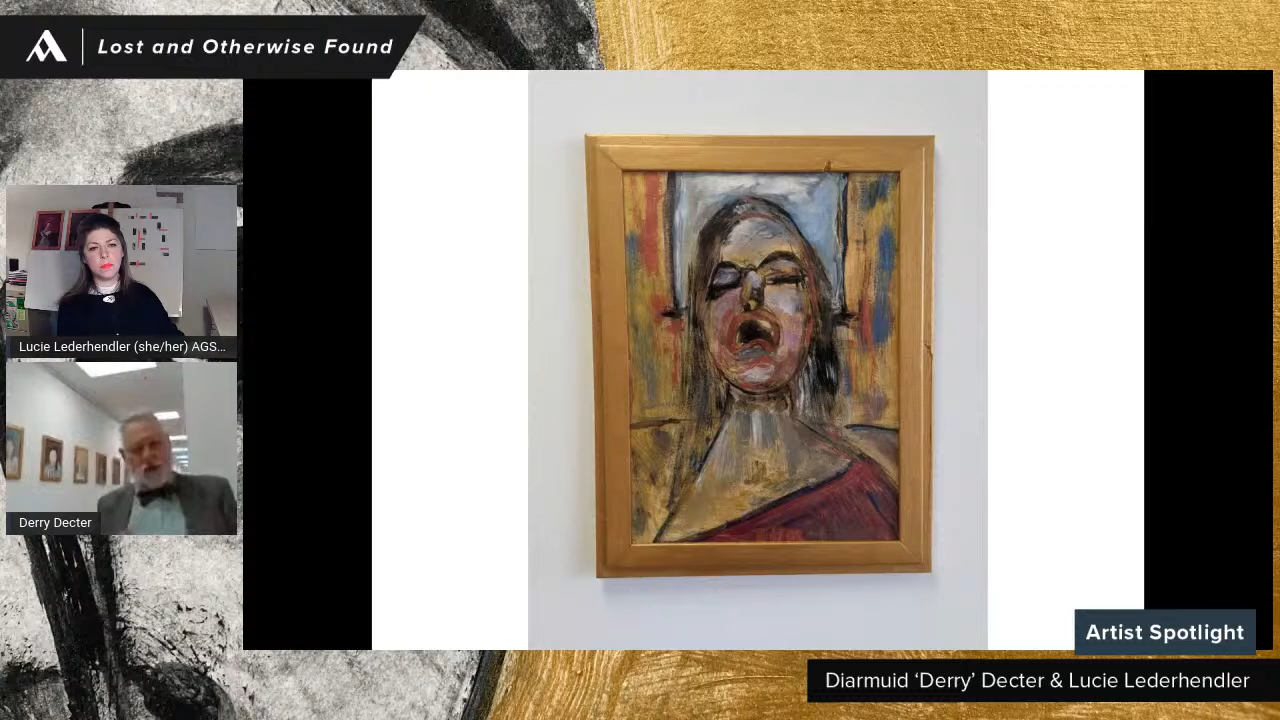 Lost and Otherwise Found
Lucie Lederhendler (she/her) AGS...
Derry Decter
Artist Spotlight
Diarmuid ‘Derry’ Decter & Lucie Lederhendler